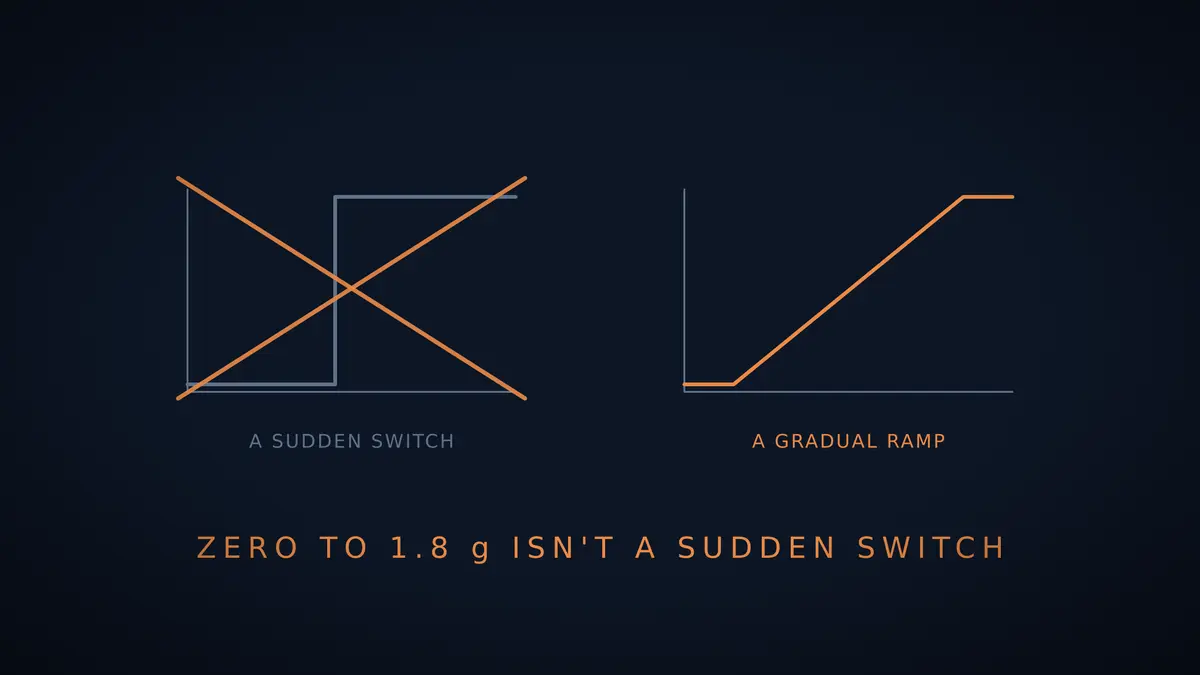 A SUDDEN SWITCH
A GRADUAL RAMP
ZERO TO 1.8 g ISN'T A SUDDEN SWITCH